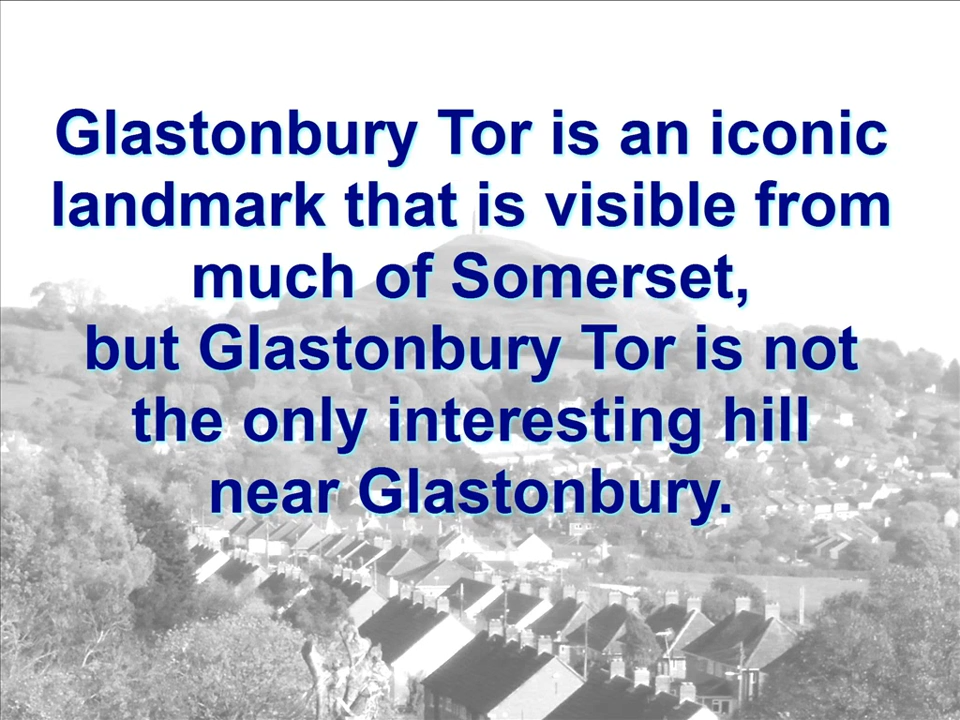 Glastonbury Tor is an iconic
landmark that is visible from
much of Somerset,
but Glastonbury Tor is not
the only interesting hill
near Glastonbury.